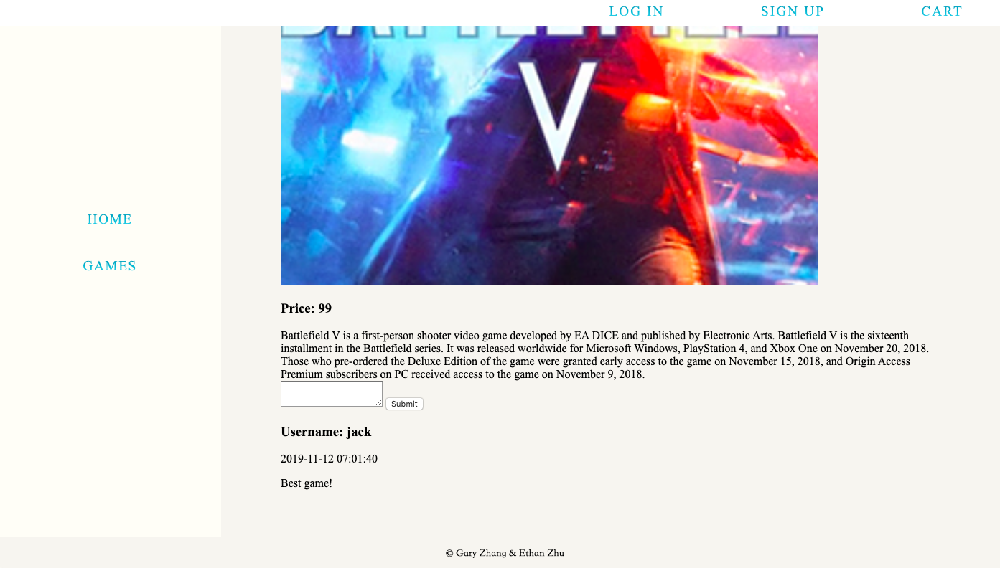 LOG IN SIGN UP CART
BATTLEFIELD
V
HOME
GAMES
Price: 99
Battlefield V is a first-person shooter video game developed by EA DICE and published by Electronic Arts. Battlefield V is the sixteenth
installment in the Battlefield series. It was released worldwide for Microsoft Windows, PlayStation 4, and Xbox One on November 20, 2018.
Those who pre-ordered the Deluxe Edition of the game were granted early access to the game on November 15, 2018, and Origin Access
Premium subscribers on PC received access to the game on November 9, 2018.
Submit
Username: jack
2019-11-12 07:01:40
Best game!
© Gary Zhang & Ethan Zhu